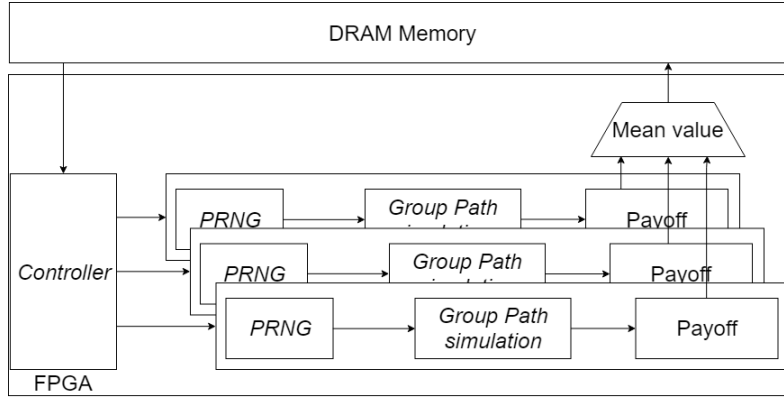 DRAM Memory
Mean value
Controller
PRNG
Group Path
Payoff
PRNG
Group Path
Payoff
PRNG
Group Path
simulation
Payoff
FPGA